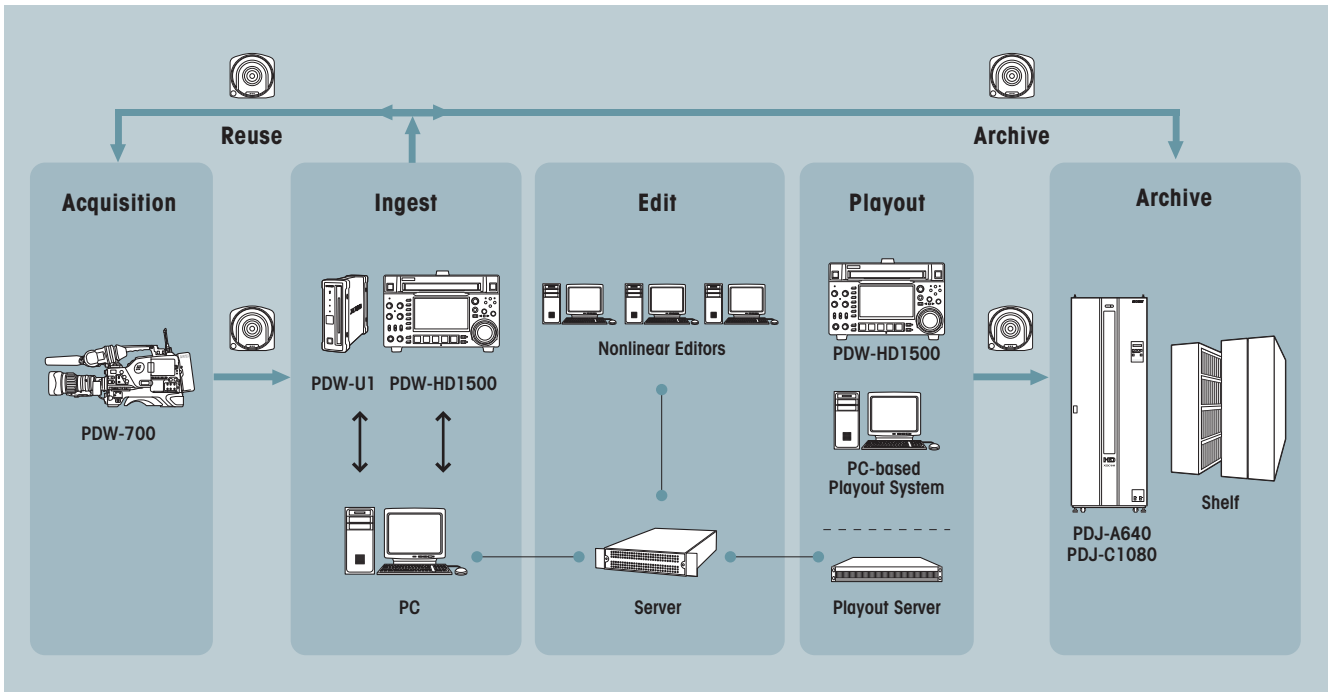 Reuse
Archive
Acquisition
PDW-700
Ingest
PDW-U1
PDW-HD1500
PC
Edit
Nonlinear Editors
Server
Playout
PDW-HD1500
PC-based
Playout System
Playout Server
Archive
PDJ-A640
PDJ-C1080
Shelf